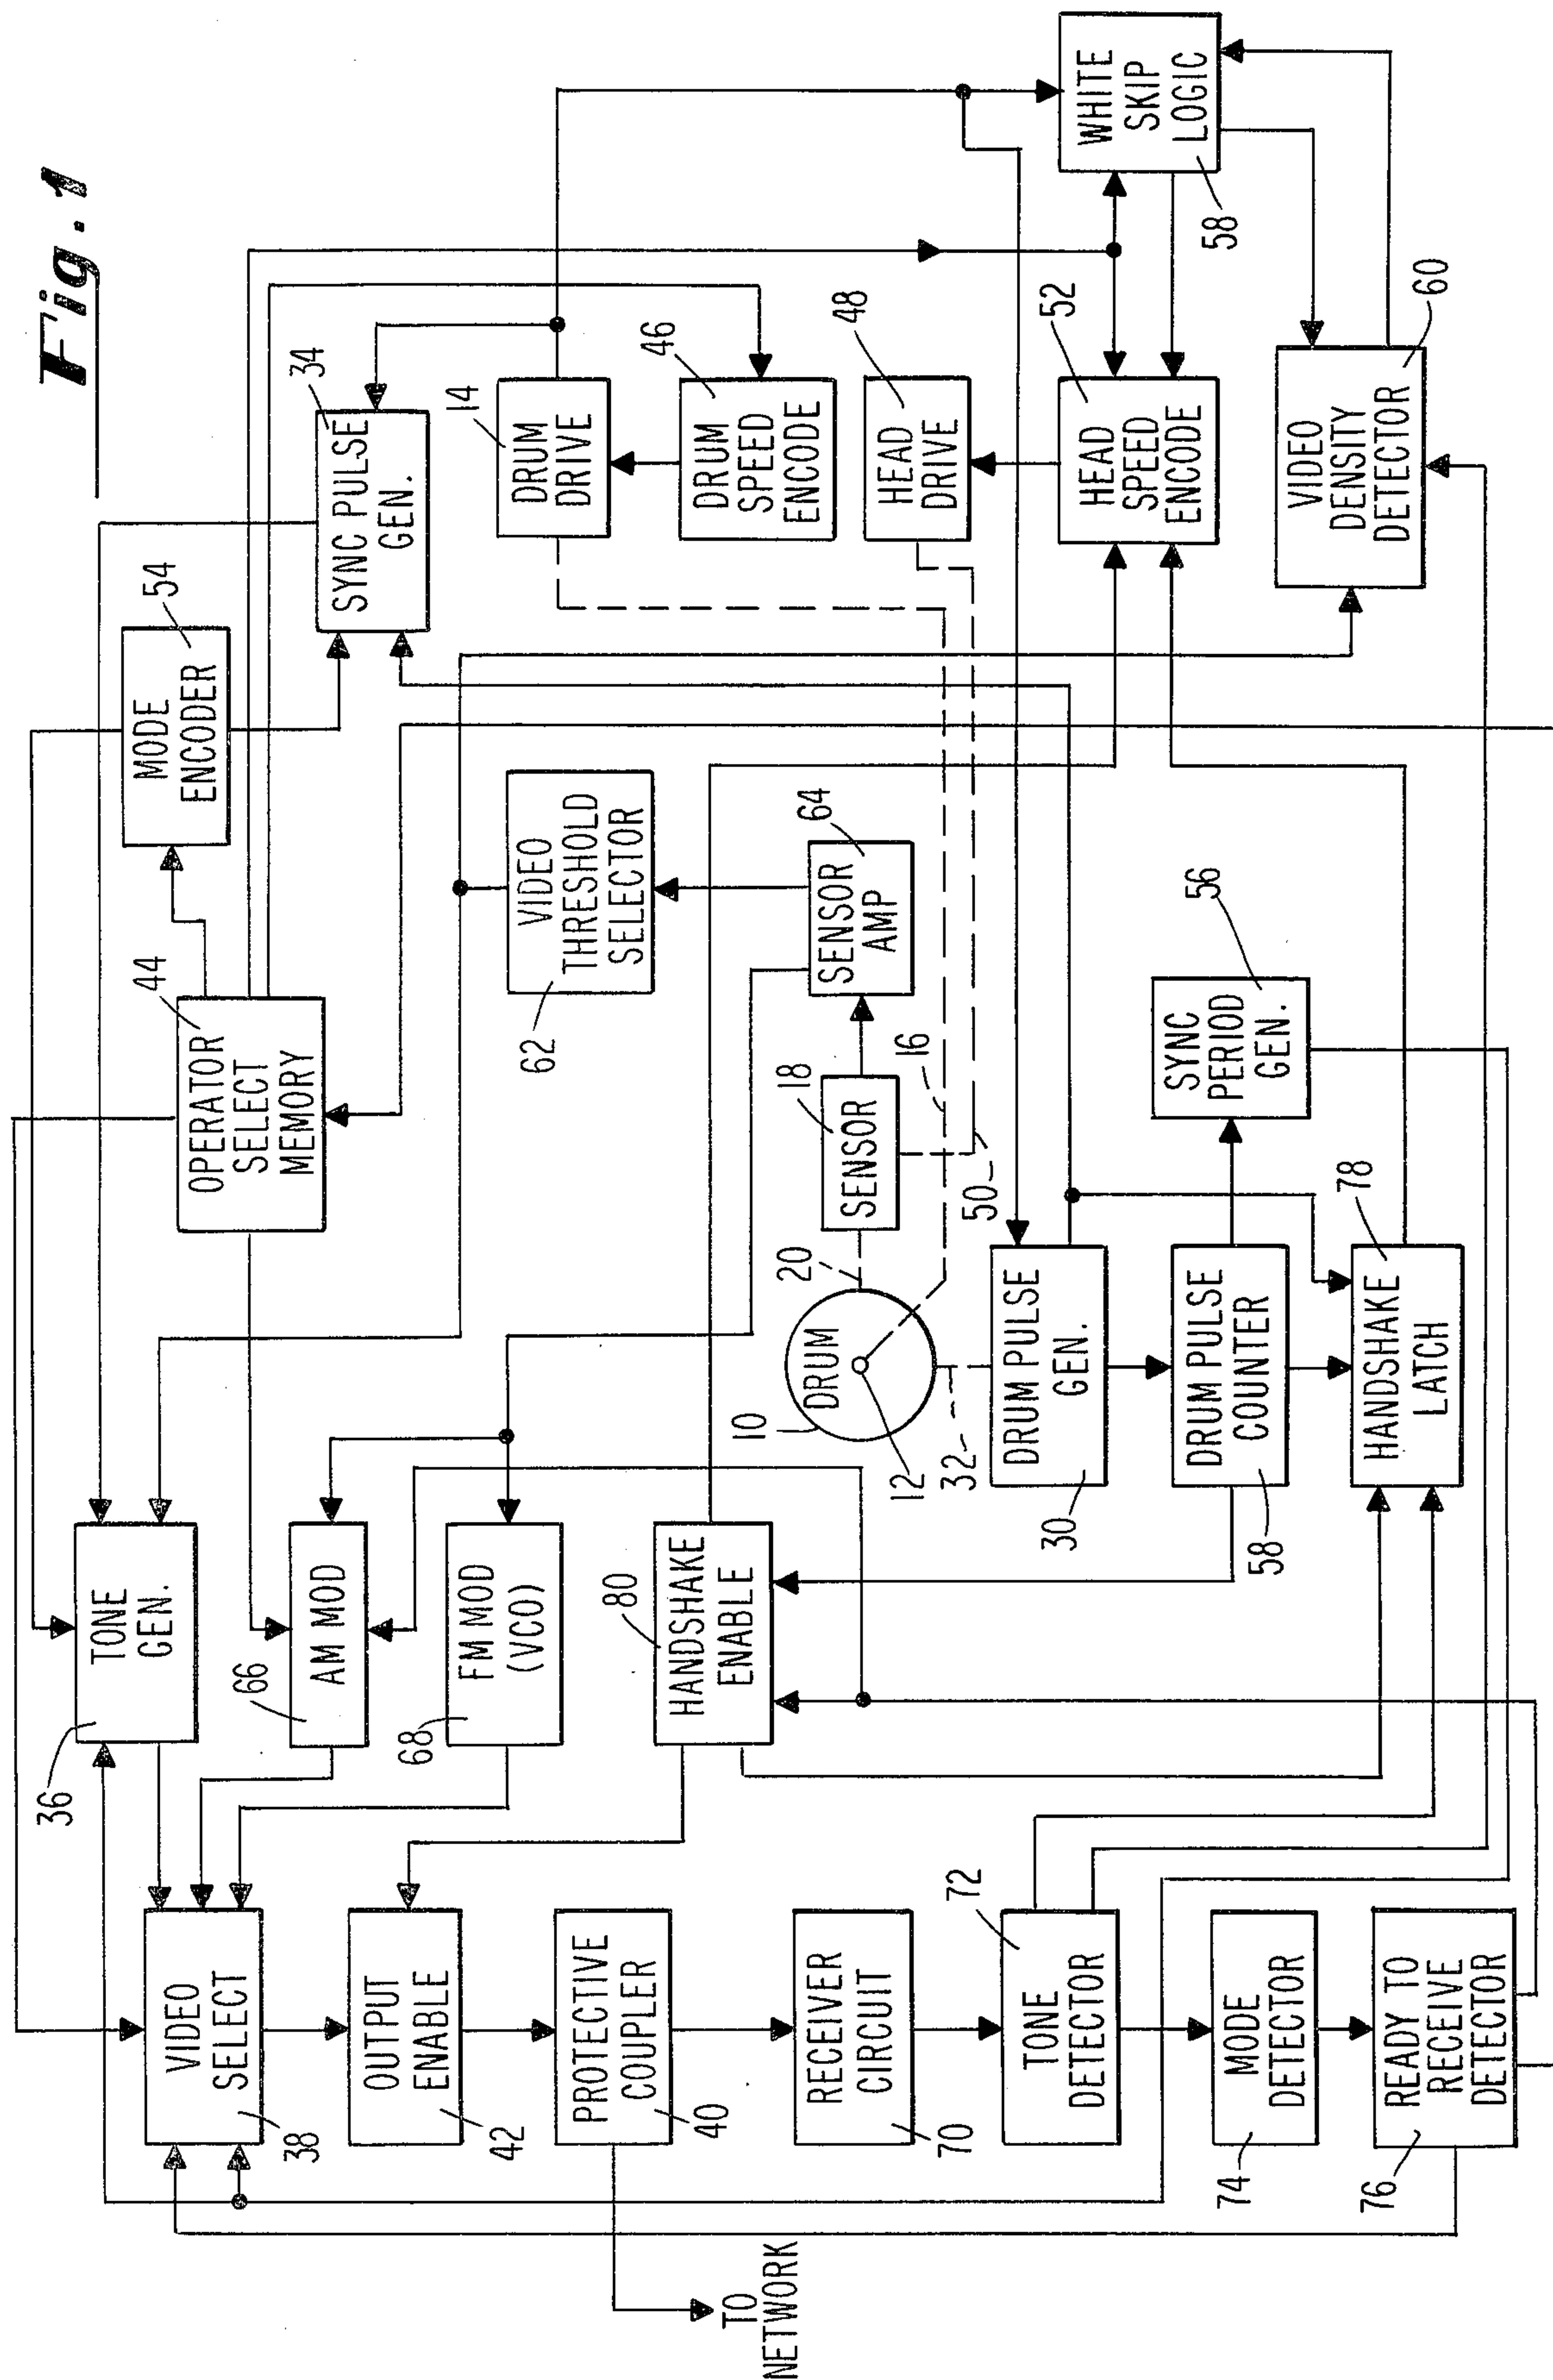 Fig. 1
TONE
GEN.
36
MODE
ENCODER
54
OPERATOR
SELECT
MEMORY
44
SYNC PULSE
GEN.
34
VIDEO
SELECT
38
AM MOD
66
FM MOD
(VCO)
68
OUTPUT
ENABLE
42
PROTECTIVE
COUPLER
40
TO
NETWORK
HANDSHAKE
ENABLE
80
VIDEO
THRESHOLD
SELECTOR
62
SENSOR
AMP
64
SENSOR
18
DRUM
10
12
20
16
50
32
DRUM
DRIVE
14
DRUM
SPEED
ENCODE
46
HEAD
DRIVE
48
HEAD
SPEED
ENCODE
52
WHITE
SKIP
LOGIC
58
VIDEO
DENSITY
DETECTOR
60
RECEIVER
CIRCUIT
70
TONE
DETECTOR
72
MODE
DETECTOR
74
READY TO
RECEIVE
DETECTOR
76
DRUM PULSE
GEN.
30
DRUM PULSE
COUNTER
58
SYNC
PERIOD
GEN.
56
HANDSHAKE
LATCH
78